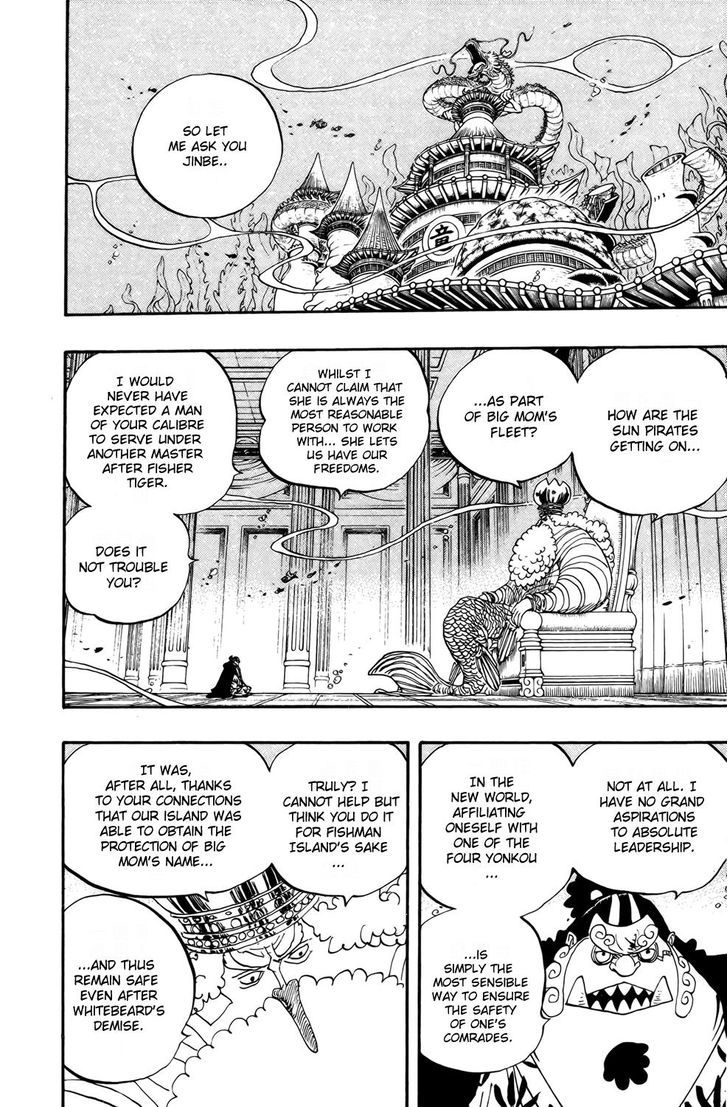 SO LET
ME ASK YOU
JINBE..
竜
HOW ARE THE
SUN PIRATES
GETTING ON...
...AS PART
OF BIG MOM'S
FLEET?
WHILST I
CANNOT CLAIM THAT
SHE IS ALWAYS THE
MOST REASONABLE
PERSON TO WORK
WITH... SHE LETS
US HAVE OUR
FREEDOMS.
I WOULD
NEVER HAVE
EXPECTED A MAN
OF YOUR CALIBRE
TO SERVE UNDER
ANOTHER MASTER
AFTER FISHER
TIGER.
DOES IT
NOT TROUBLE
YOU?
NOT AT ALL. I
HAVE NO GRAND
ASPIRATIONS
TO ABSOLUTE
LEADERSHIP.
IN THE
NEW WORLD,
AFFILIATING
ONESELF WITH
ONE OF THE
FOUR YONKOU
...
...IS
SIMPLY THE
MOST SENSIBLE
WAY TO ENSURE
THE SAFETY
OF ONE'S
COMRADES.
TRULY? I
CANNOT HELP BUT
THINK YOU DO IT
FOR FISHMAN
ISLAND'S SAKE
...
IT WAS,
AFTER ALL, THANKS
TO YOUR CONNECTIONS
THAT OUR ISLAND WAS
ABLE TO OBTAIN THE
PROTECTION OF BIG
MOM'S NAME...
...AND THUS
REMAIN SAFE
EVEN AFTER
WHITEBEARD'S
DEMISE.